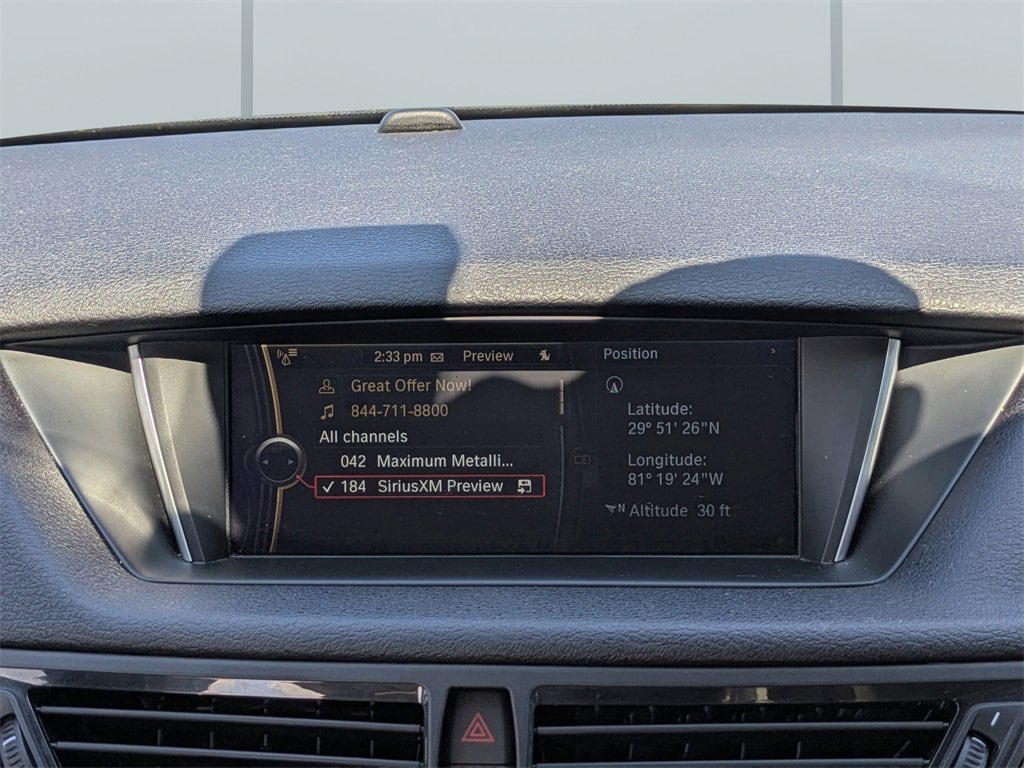 2:33 pm Preview
Great Offer Now!
844-711-8800
All channels
042 Maximum Metalli...
✓ 184 SiriusXM Preview
Position
Latitude:
29° 51' 26"N
Longitude:
81° 19' 24"W
N Altitude 30 ft